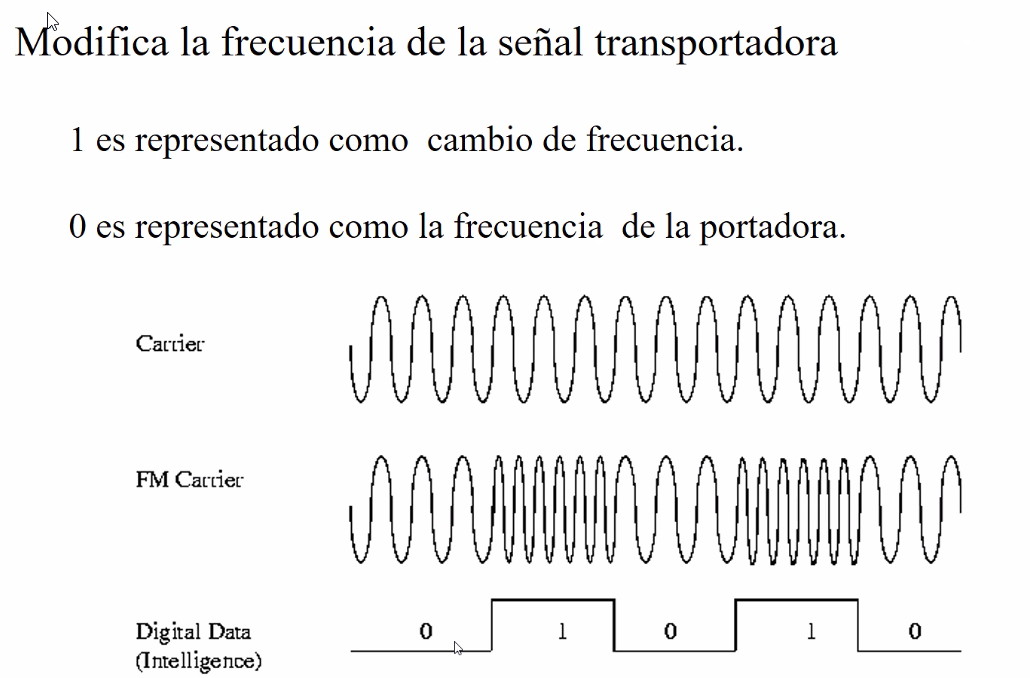 Modifica la frecuencia de la señal transportadora
1 es representado como cambio de frecuencia.
0 es representado como la frecuencia de la portadora.
Carrier
FM Carrier
Digital Data
(Intelligence)
0 1 0 1 0